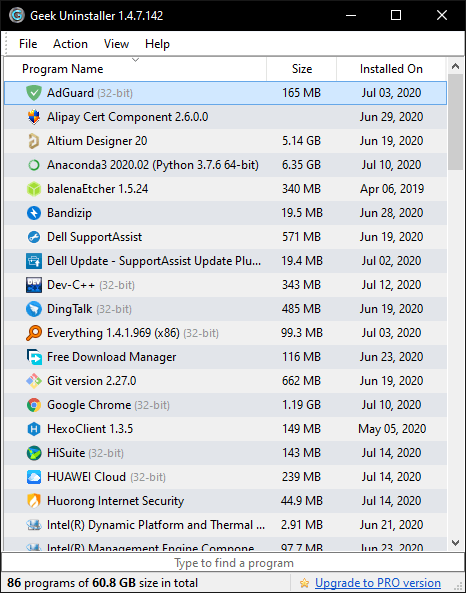 Geek Uninstaller 1.4.7.142
File Action View Help
Program Name Size Installed On
AdGuard (32-bit) 165 MB Jul 03, 2020
Alipay Cert Component 2.6.0.0 Jun 29, 2020
Altium Designer 20 5.14 GB Jun 19, 2020
Anaconda3 2020.02 (Python 3.7.6 64-bit) 6.35 GB Jul 10, 2020
balenaEtcher 1.5.24 340 MB Apr 06, 2019
Bandizip 19.5 MB Jun 28, 2020
Dell SupportAssist 571 MB Jun 19, 2020
Dell Update - SupportAssist Update Plu... 19.4 MB Jul 02, 2020
Dev-C++ (32-bit) 343 MB Jul 12, 2020
DingTalk (32-bit) 485 MB Jun 19, 2020
Everything 1.4.1.969 (x86) (32-bit) 99.3 MB Jul 03, 2020
Free Download Manager 116 MB Jun 23, 2020
Git version 2.27.0 662 MB Jun 19, 2020
Google Chrome (32-bit) 1.19 GB Jul 10, 2020
HexoClient 1.3.5 149 MB May 05, 2020
HiSuite (32-bit) 143 MB Jul 14, 2020
HUAWEI Cloud (32-bit) 239 MB Jul 14, 2020
Huorong Internet Security 44.9 MB Jul 14, 2020
Intel(R) Dynamic Platform and Thermal ... 2.91 MB Jun 21, 2020
Intel(R) Management Engine Compone... 97.7 MB Jun 23, 2020
Type to find a program
86 programs of 60.8 GB size in total Upgrade to PRO version